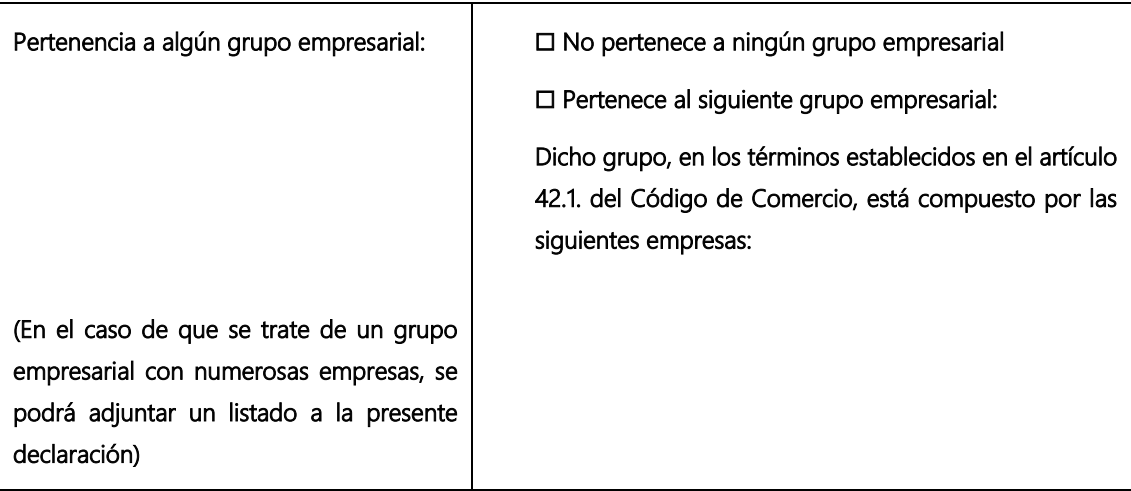 Pertenencia a algún grupo empresarial:
(En el caso de que se trate de un grupo
empresarial con numerosas empresas, se
podrá adjuntar un listado a la presente
declaración)
☐ No pertenece a ningún grupo empresarial
☐ Pertenece al siguiente grupo empresarial:
Dicho grupo, en los términos establecidos en el artículo
42.1. del Código de Comercio, está compuesto por las
siguientes empresas: